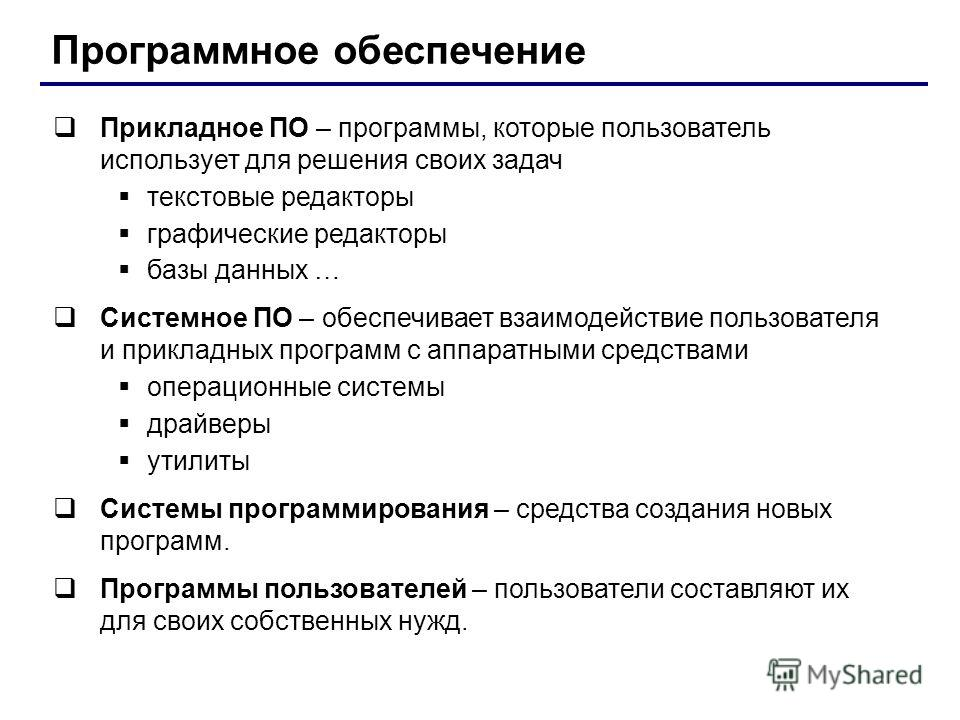 Программное обеспечение
Прикладное ПО – программы, которые пользователь
использует для решения своих задач
текстовые редакторы
графические редакторы
базы данных …
Системное ПО – обеспечивает взаимодействие пользователя
и прикладных программ с аппаратными средствами
операционные системы
драйверы
утилиты
Системы программирования – средства создания новых
программ.
Программы пользователей – пользователи составляют их
для своих собственных нужд.
MyShared